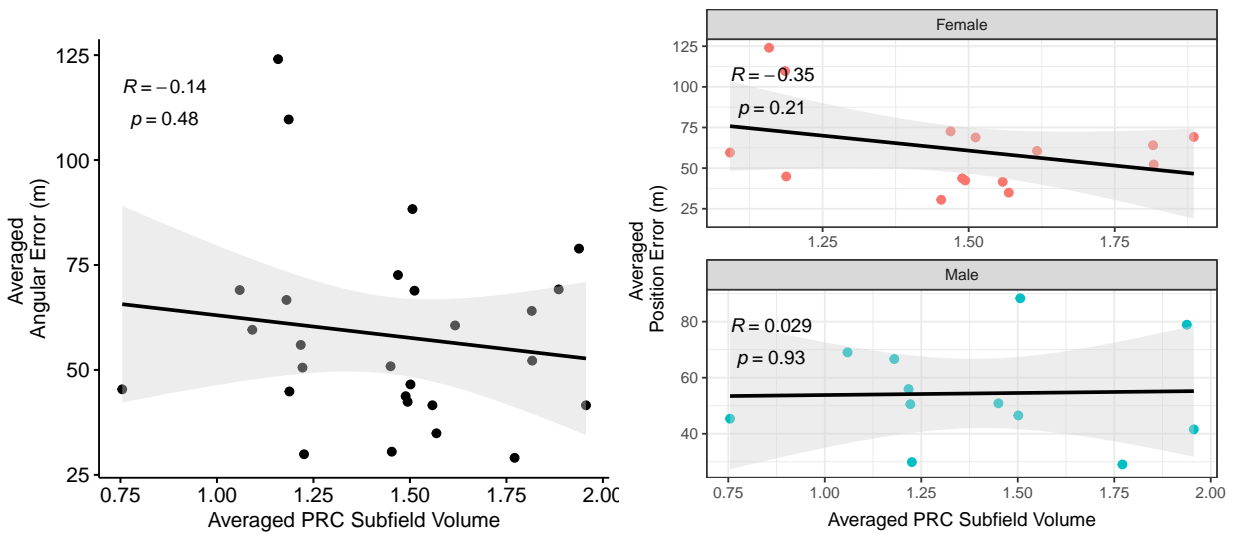 125
100
75
50
25
0.75 1.00 1.25 1.50 1.75 2.00
Averaged PRC Subfield Volume
Averaged
Angular Error (m)
R = −0.14
p = 0.48
Female
125
100
75
50
25
R = −0.35
p = 0.21
1.25 1.50 1.75
Averaged
Position Error (m)
Male
80
60
40
R = 0.029
p = 0.93
0.75 1.00 1.25 1.50 1.75 2.00
Averaged PRC Subfield Volume